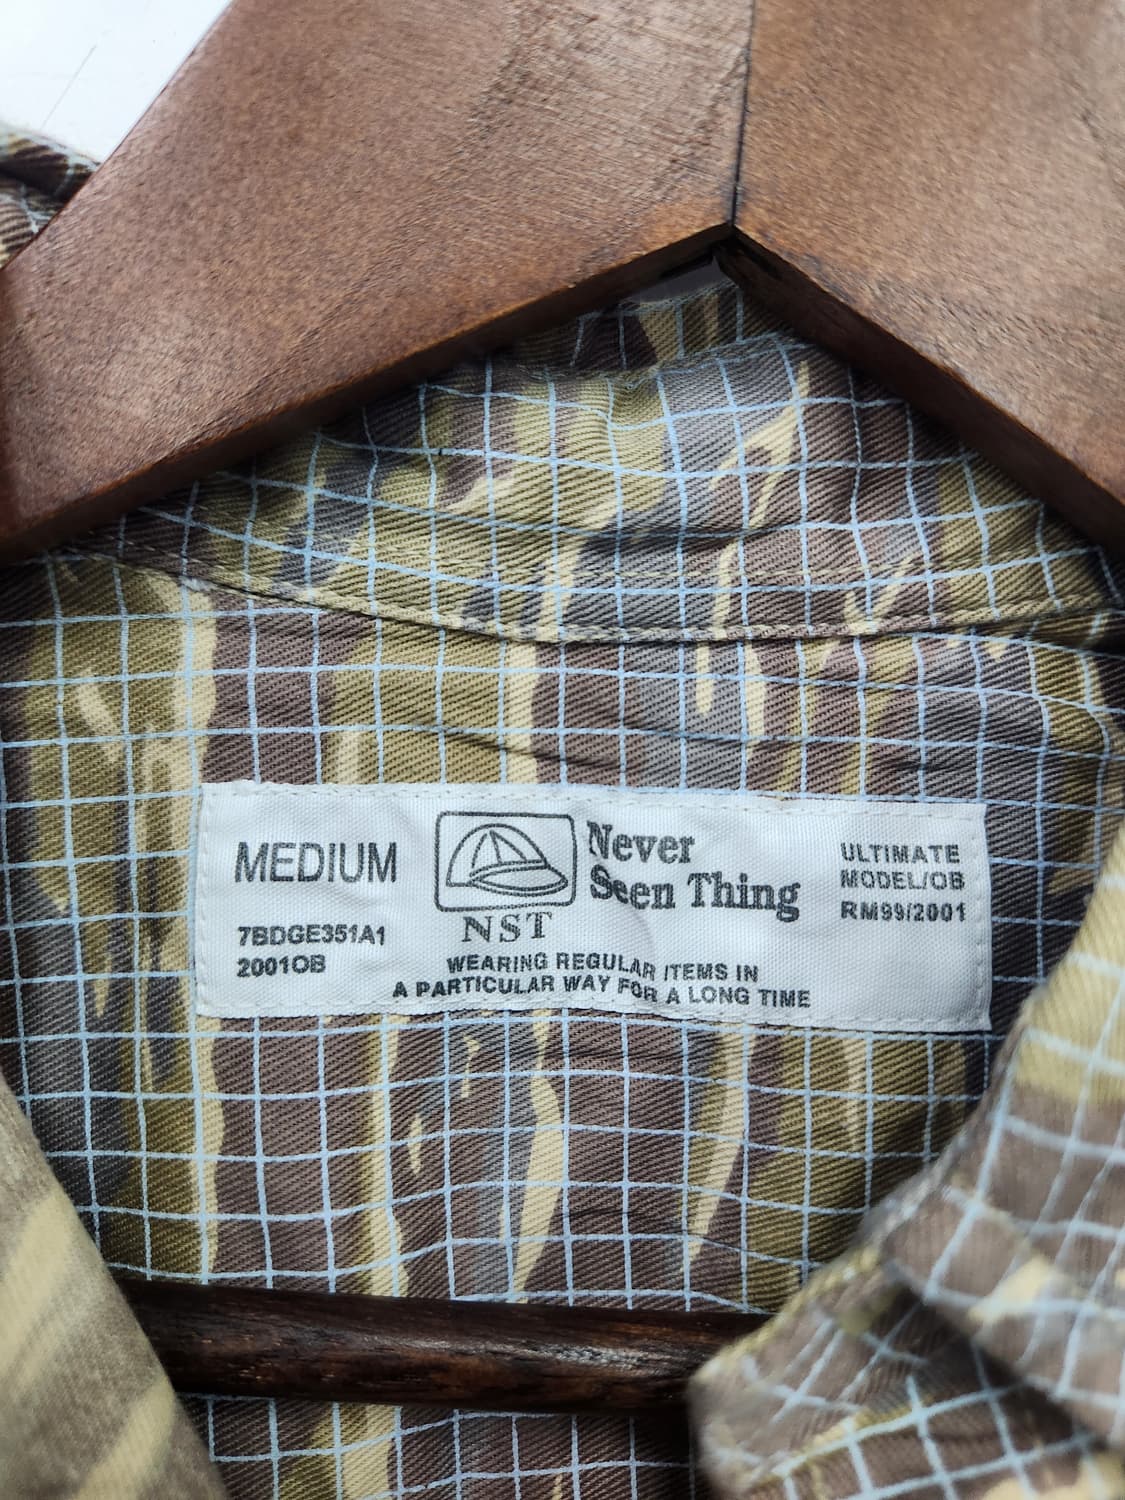 MEDIUM
7BDGE351A1
2001OB
NST
Never
Seen Thing
WEARING REGULAR ITEMS IN
A PARTICULAR WAY FOR A LONG TIME
ULTIMATE
MODEL/OB
RM99/2001